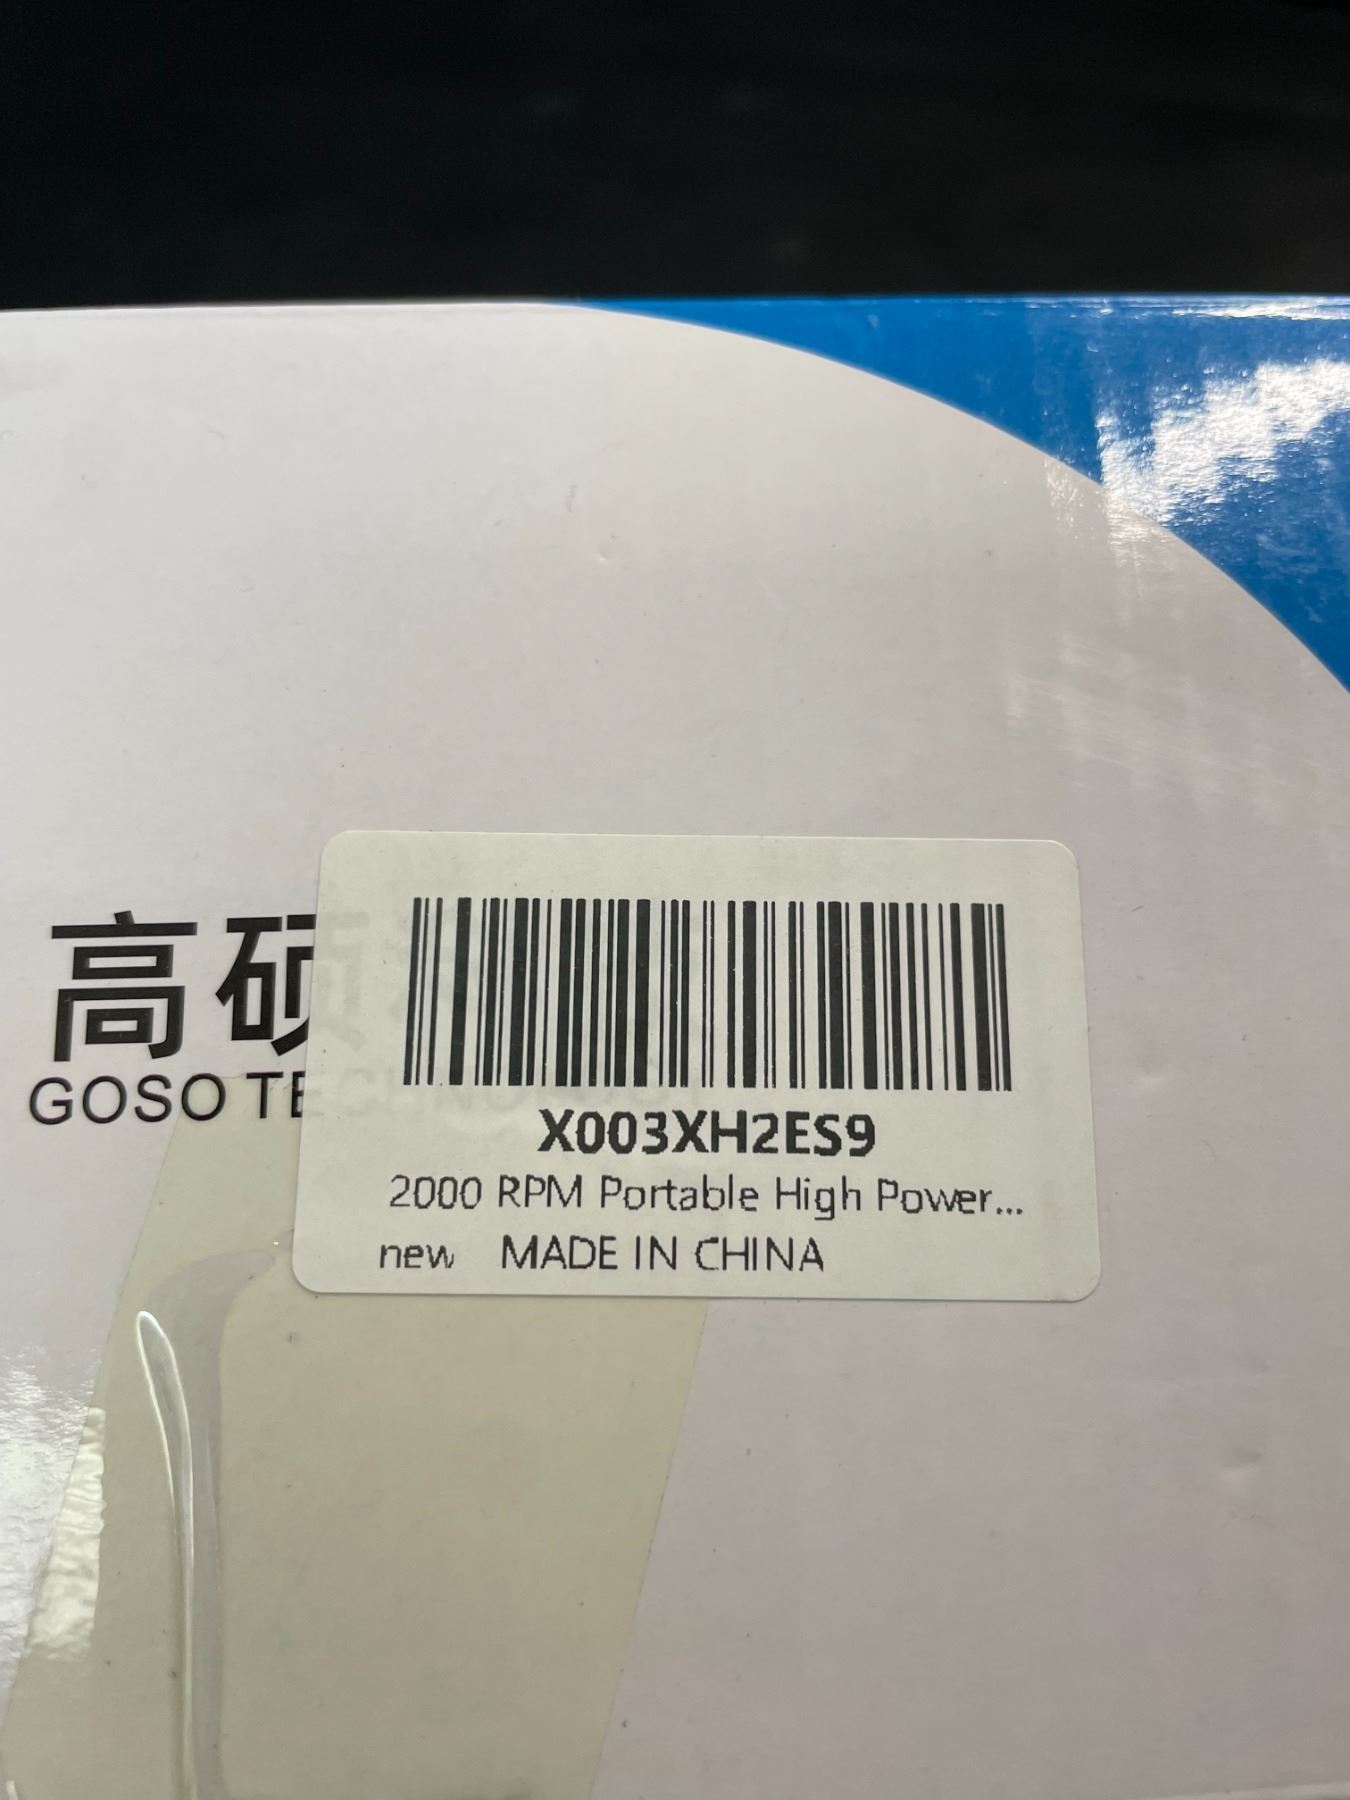 高硕
GOSO TE
X003XH2ES9
2000 RPM Portable High Power...
new MADE IN CHINA